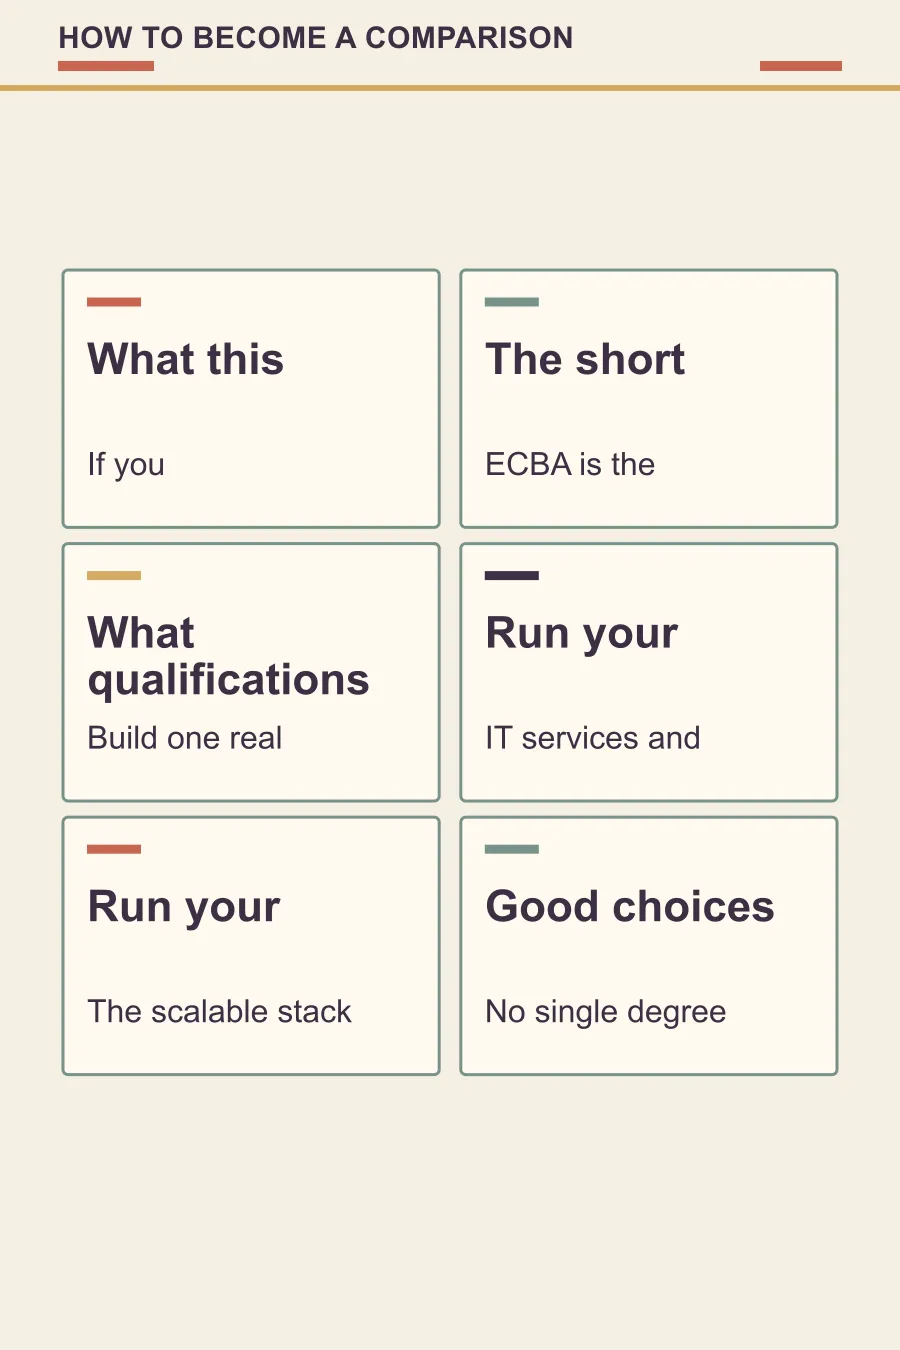 HOW TO BECOME A COMPARISON
What this
If you
The short
ECBA is the
What
qualifications
Build one real
Run your
IT services and
Run your
The scalable stack
Good choices
No single degree